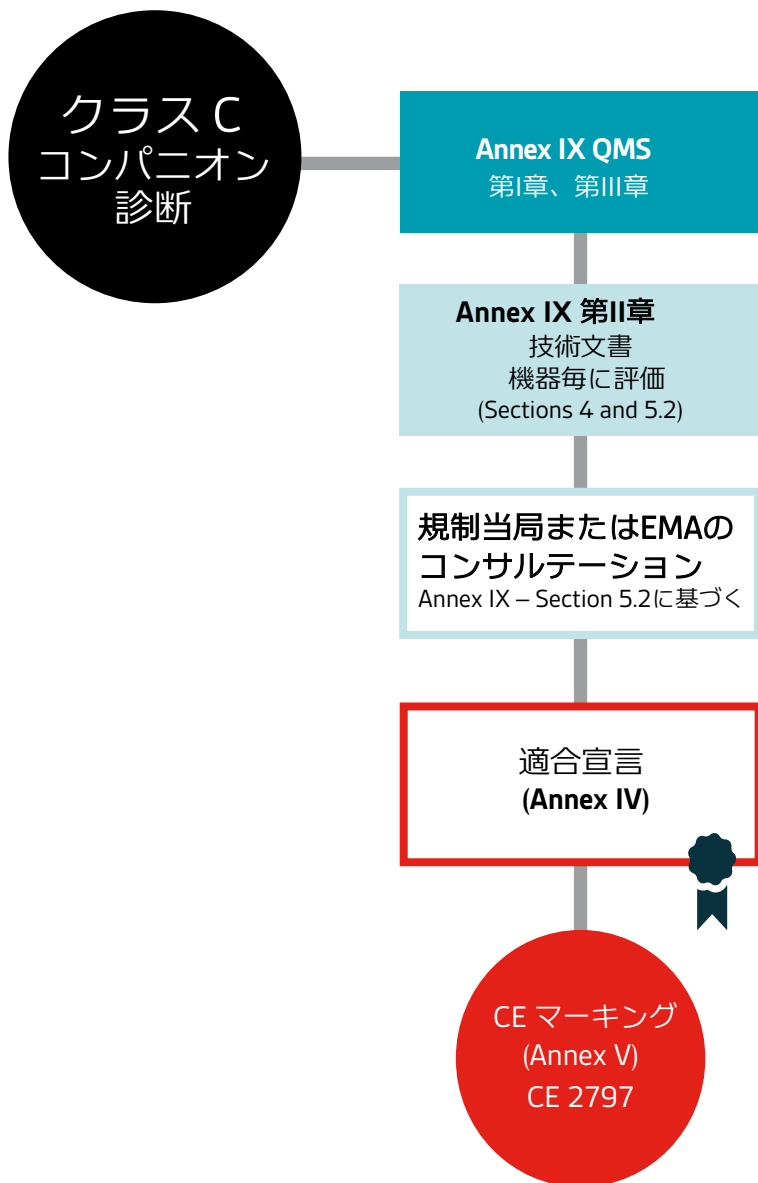 クラス C
コンパニオン
診断
Annex IX QMS
第I章、第III章
Annex IX 第II章
技術文書
機器毎に評価
(Sections 4 and 5.2)
規制当局またはEMAの
コンサルテーション
Annex IX – Section 5.2に基づく
適合宣言
(Annex IV)
CE マーキング
(Annex V)
CE 2797